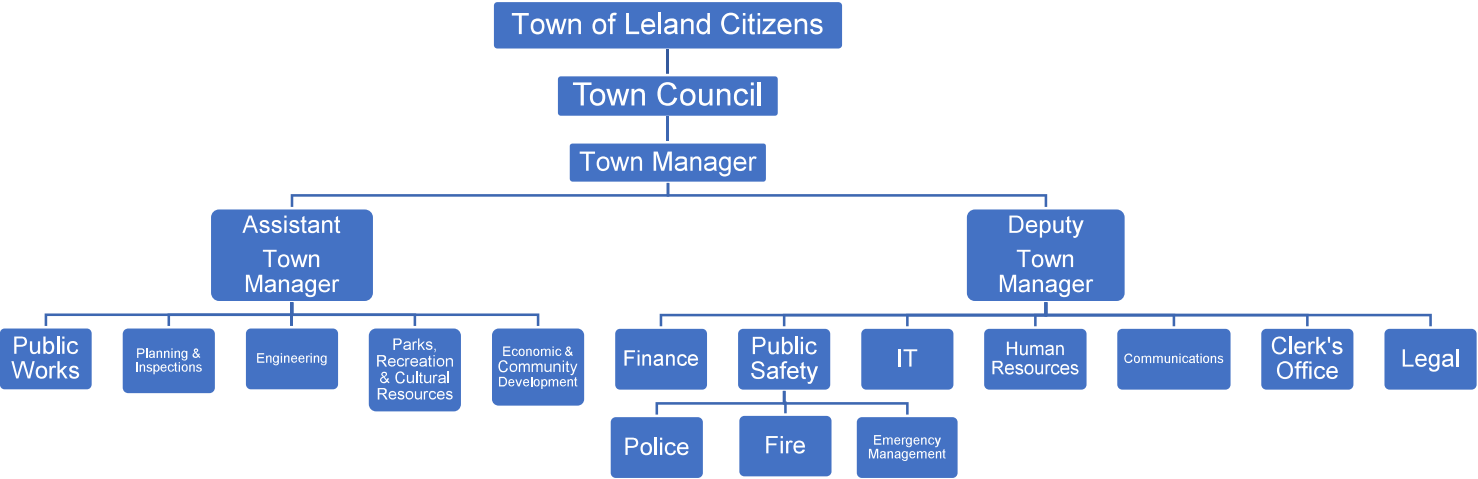 Town of Leland Citizens
Town Council
Town Manager
Assistant
Town
Manager
Deputy
Town
Manager
Public
Works
Planning &
Inspections
Engineering
Parks,
Recreation
& Cultural
Resources
Economic &
Community
Development
Finance
Public
Safety
IT
Human
Resources
Communications
Clerk's
Office
Legal
Police
Fire
Emergency
Management